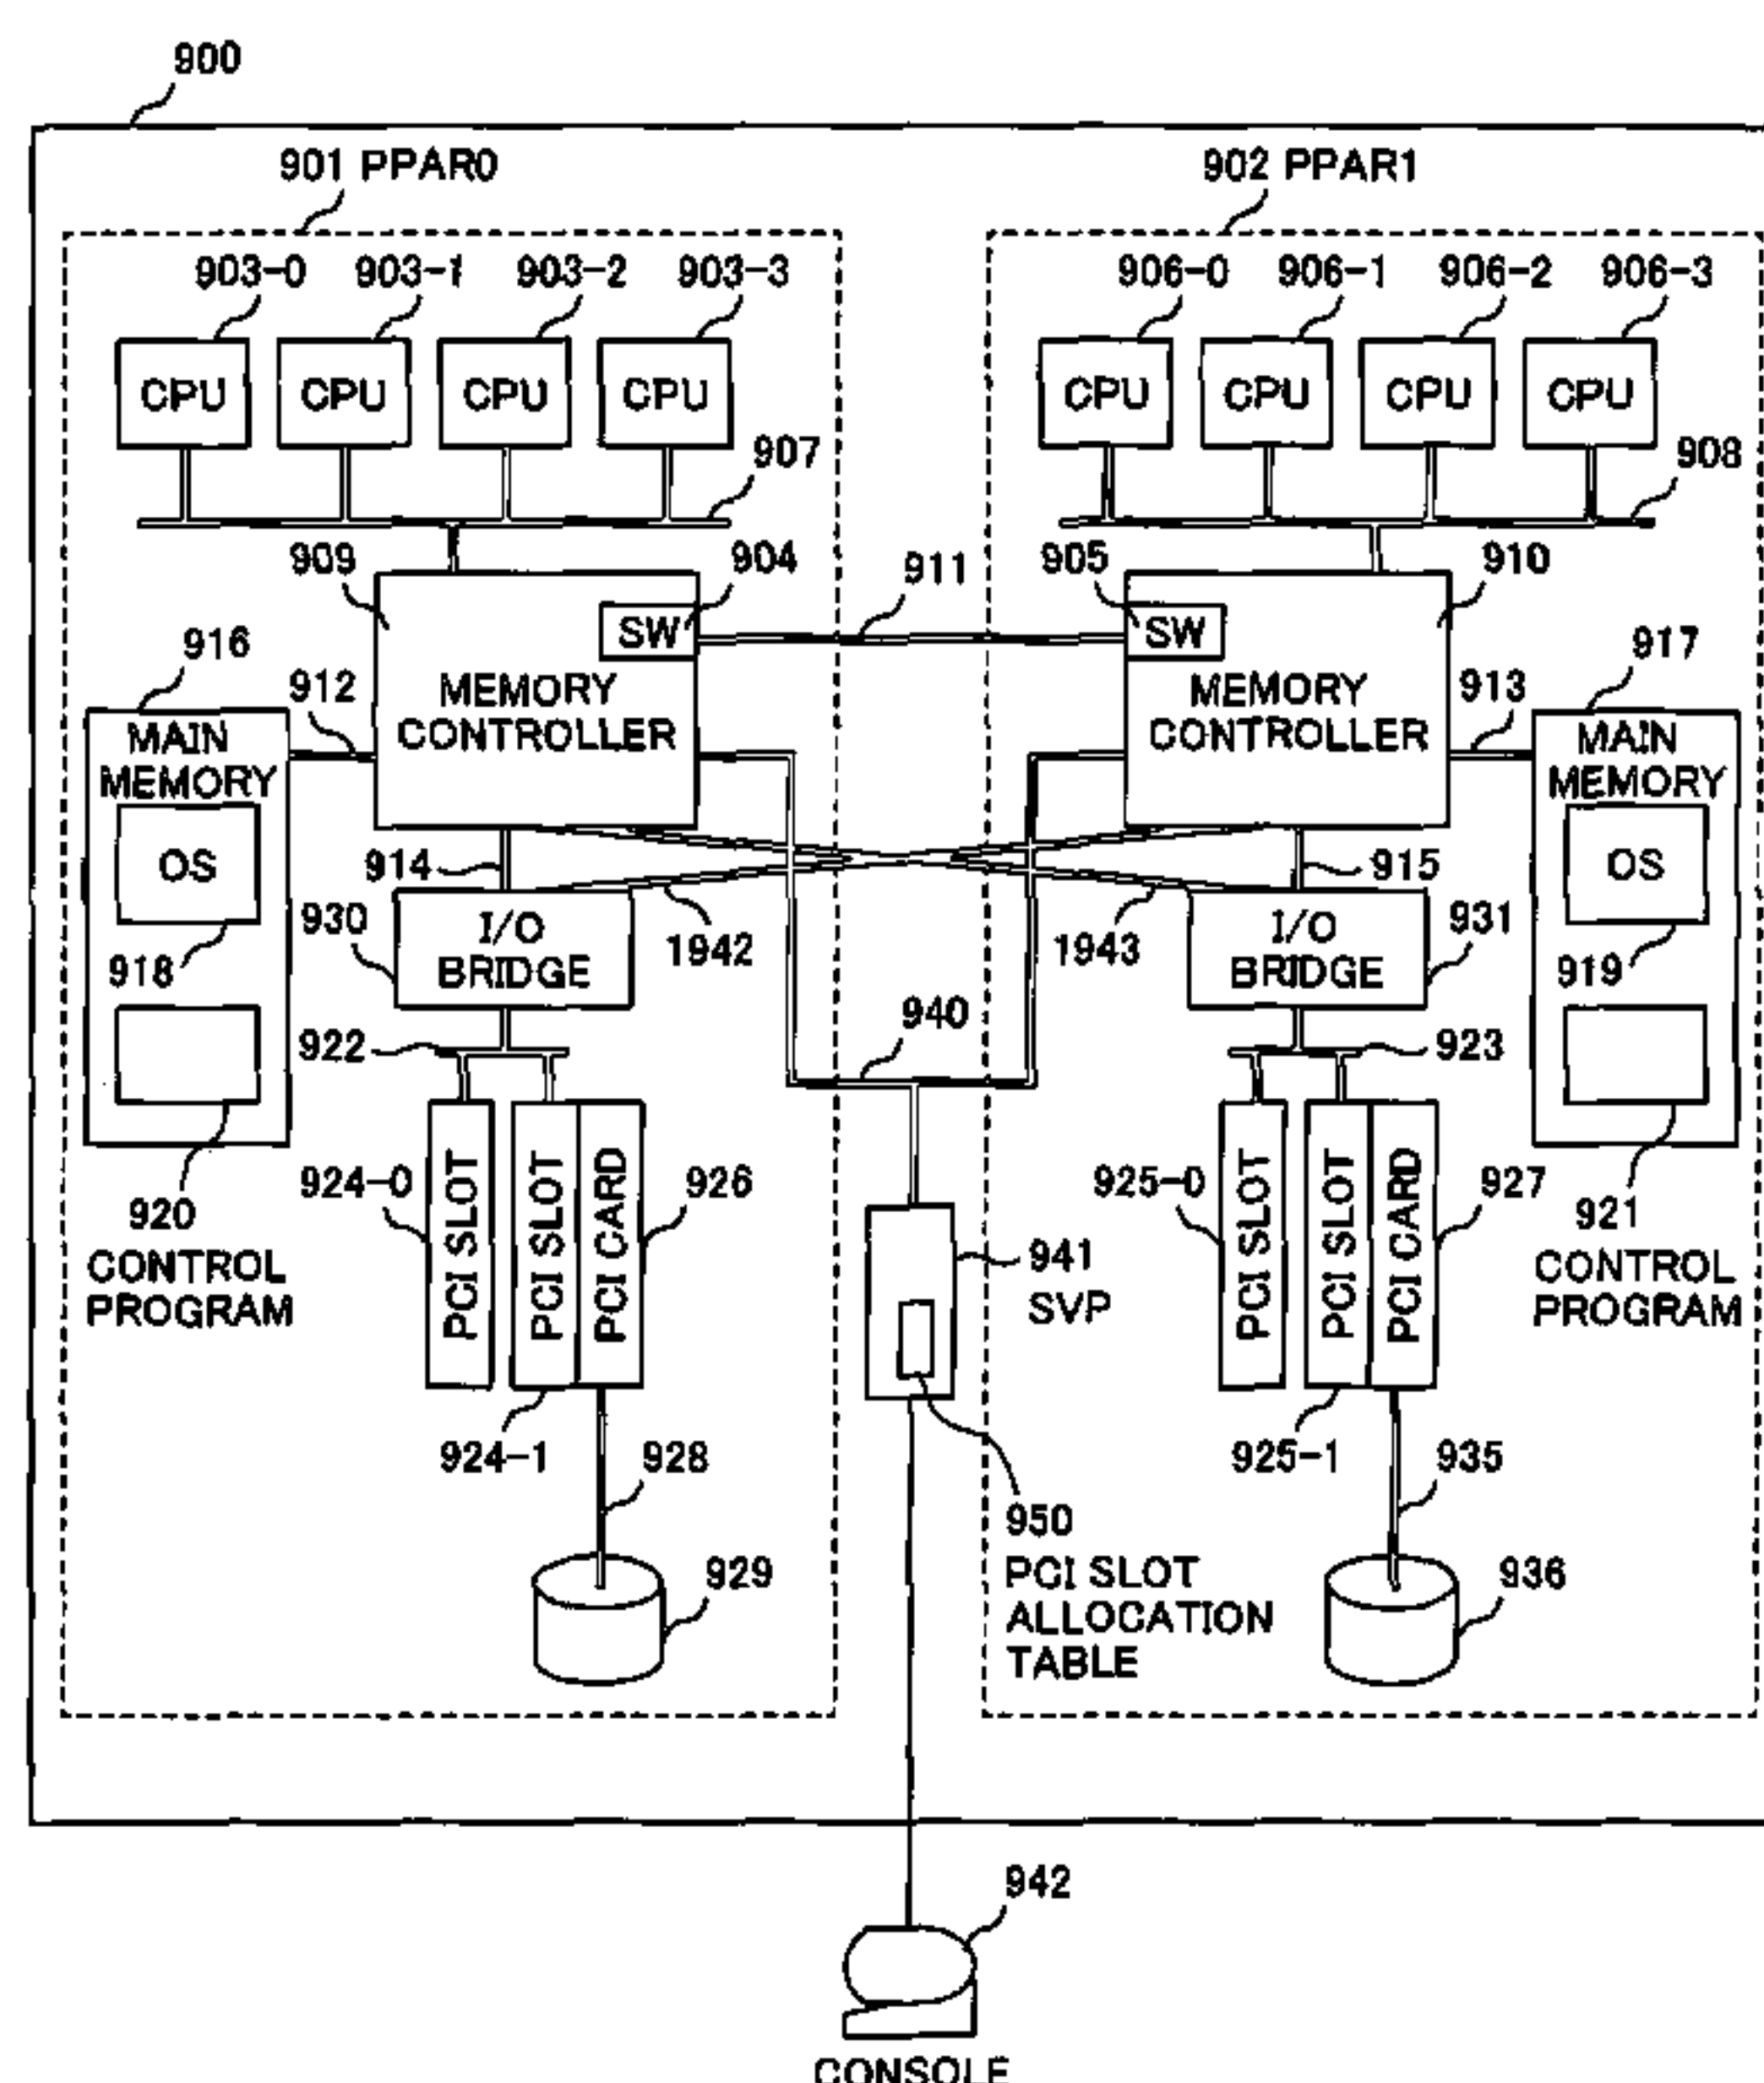 900
901 PPAR0
902 PPAR1
903-0 903-1 903-2 903-3
906-0 906-1 906-2 906-3
CPU CPU CPU CPU
CPU CPU CPU CPU
907
908
909
904
911
905
910
SW
SW
916
912
MEMORY
CONTROLLER
MEMORY
CONTROLLER
913
917
MAIN
MEMORY
MAIN
MEMORY
OS
914
915
OS
930
I/O
BRIDGE
1942
1943
I/O
BRIDGE
931
918
919
922
940
923
924-0
PCI SLOT
PCI SLOT
PCI CARD
926
925-0
PCI SLOT
PCI SLOT
PCI CARD
927
920
CONTROL
PROGRAM
921
CONTROL
PROGRAM
941
SVP
924-1
928
925-1
935
950
PCI SLOT
ALLOCATION
TABLE
929
936
942
CONSOLE